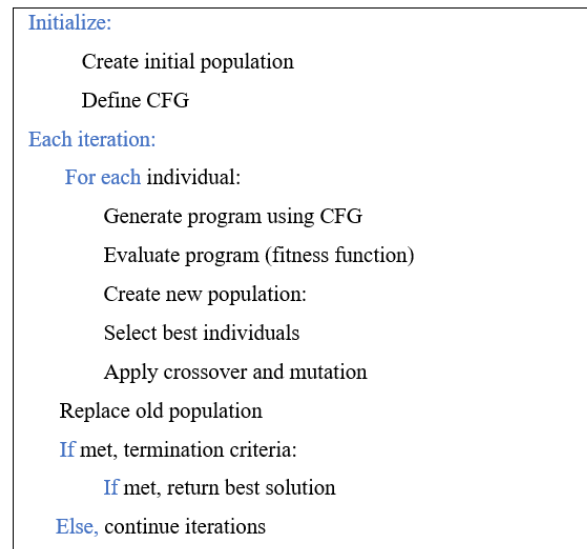 Initialize:
Create initial population
Define CFG
Each iteration:
For each individual:
Generate program using CFG
Evaluate program (fitness function)
Create new population:
Select best individuals
Apply crossover and mutation
Replace old population
If met, termination criteria:
If met, return best solution
Else, continue iterations